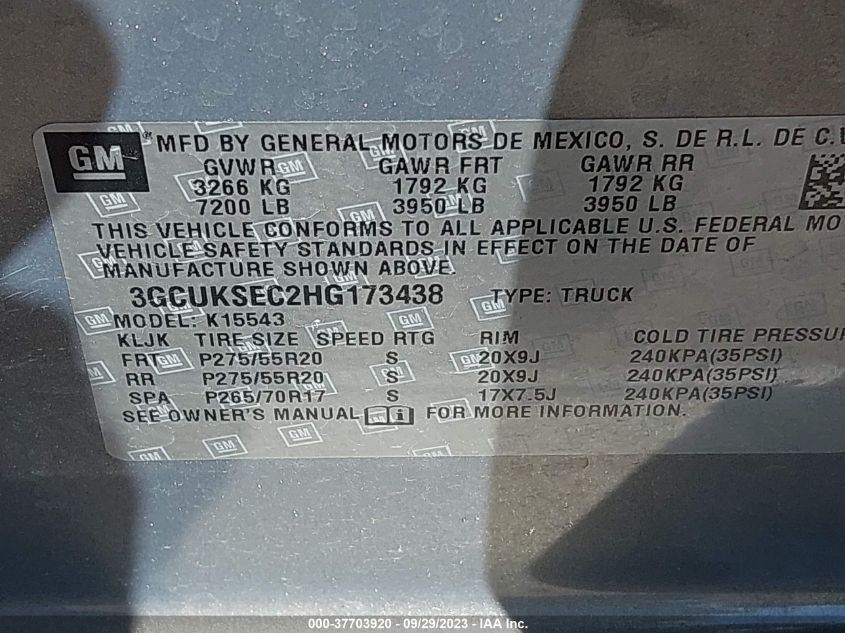 GM ® MFD BY GENERAL MOTORS DE MEXICO, S. DE R.L. DE C.
GVWR GAWR FRT GAWR RR
3266 KG 1792 KG 1792 KG
7200 LB 3950 LB 3950 LB
THIS VEHICLE CONFORMS TO ALL APPLICABLE U.S. FEDERAL MO
VEHICLE SAFETY STANDARDS IN EFFECT ON THE DATE OF
MANUFACTURE SHOWN ABOVE.
3GCUKSEC2HG173438 TYPE: TRUCK
MODEL: K15543
KLJK TIRE SIZE SPEED RTG RIM COLD TIRE PRESSUR
FRT P275/55R20 S 20X9J 240KPA(35PSI)
RR P275/55R20 S 20X9J 240KPA(35PSI)
SPA P265/70R17 S 17X7.5J 240KPA(35PSI)
SEE OWNER'S MANUAL FOR MORE INFORMATION.
000-37703920 - 09/29/2023 - IAA Inc.